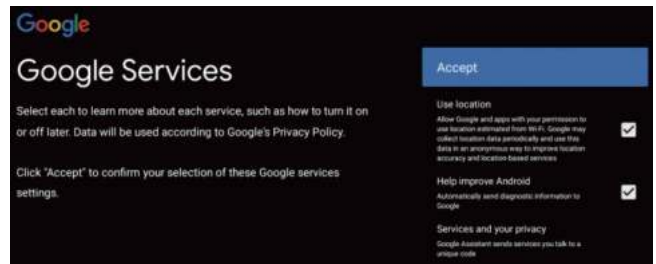 Google
Google Services
Select each to learn more about each service, such as how to turn it on
or off later. Data will be used according to Google's Privacy Policy.
Click "Accept" to confirm your selection of these Google services
settings.
Accept
Use location
Allow Google and apps with your permission to
use location estimated from Wi-Fi. Google may
collect location data periodically and use this
data in an anonymous way to improve location
accuracy and location-based services
Help improve Android
Automatically send diagnostic information to
Google
Services and your privacy
Google Assistant sends services you talk to a
unique code